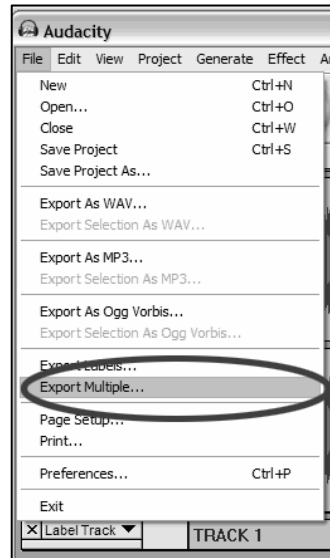 Audacity
File Edit View Project Generate Effect
New Ctrl+N
Open... Ctrl+O
Close Ctrl+W
Save Project Ctrl+S
Save Project As...
Export As WAV...
Export Selection As WAV...
Export As MP3...
Export Selection As MP3...
Export As Ogg Vorbis...
Export Selection As Ogg Vorbis...
Export Labels...
Export Multiple...
Page Setup...
Print...
Preferences... Ctrl+P
Exit
X Label Track TRACK 1